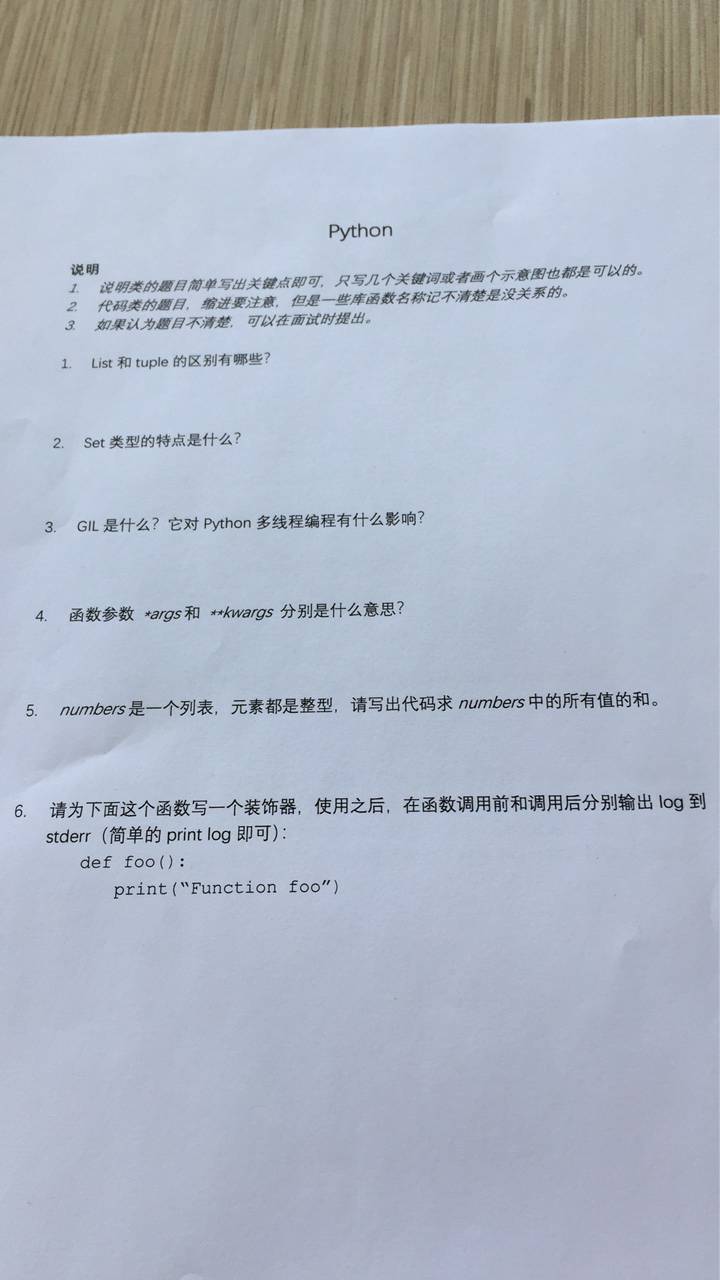 Python
说明
1. 说明类的题目简单写出关键点即可，只写几个关键词或者画个示意图也都是可以的。
2. 代码类的题目，缩进要注意，但是一些库函数名称记不清楚是没关系的。
3. 如果认为题目不清楚，可以在面试时提出。
1. List 和 tuple 的区别有哪些？
2. Set 类型的特点是什么？
3. GIL 是什么？它对 Python 多线程编程有什么影响？
4. 函数参数 *args 和 **kwargs 分别是什么意思？
5. numbers 是一个列表，元素都是整型，请写出代码求 numbers 中的所有值的和。
6. 请为下面这个函数写一个装饰器，使用之后，在函数调用前和调用后分别输出 log 到
stderr（简单的 print log 即可）：
def foo():
print(“Function foo”)